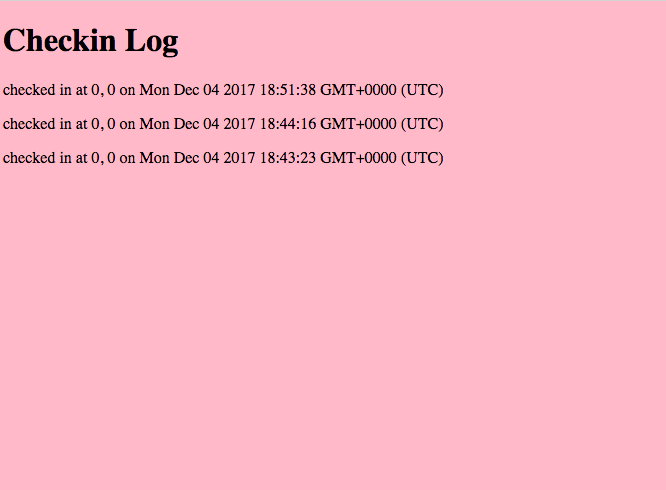 Checkin Log
checked in at 0, 0 on Mon Dec 04 2017 18:51:38 GMT+0000 (UTC)
checked in at 0, 0 on Mon Dec 04 2017 18:44:16 GMT+0000 (UTC)
checked in at 0, 0 on Mon Dec 04 2017 18:43:23 GMT+0000 (UTC)